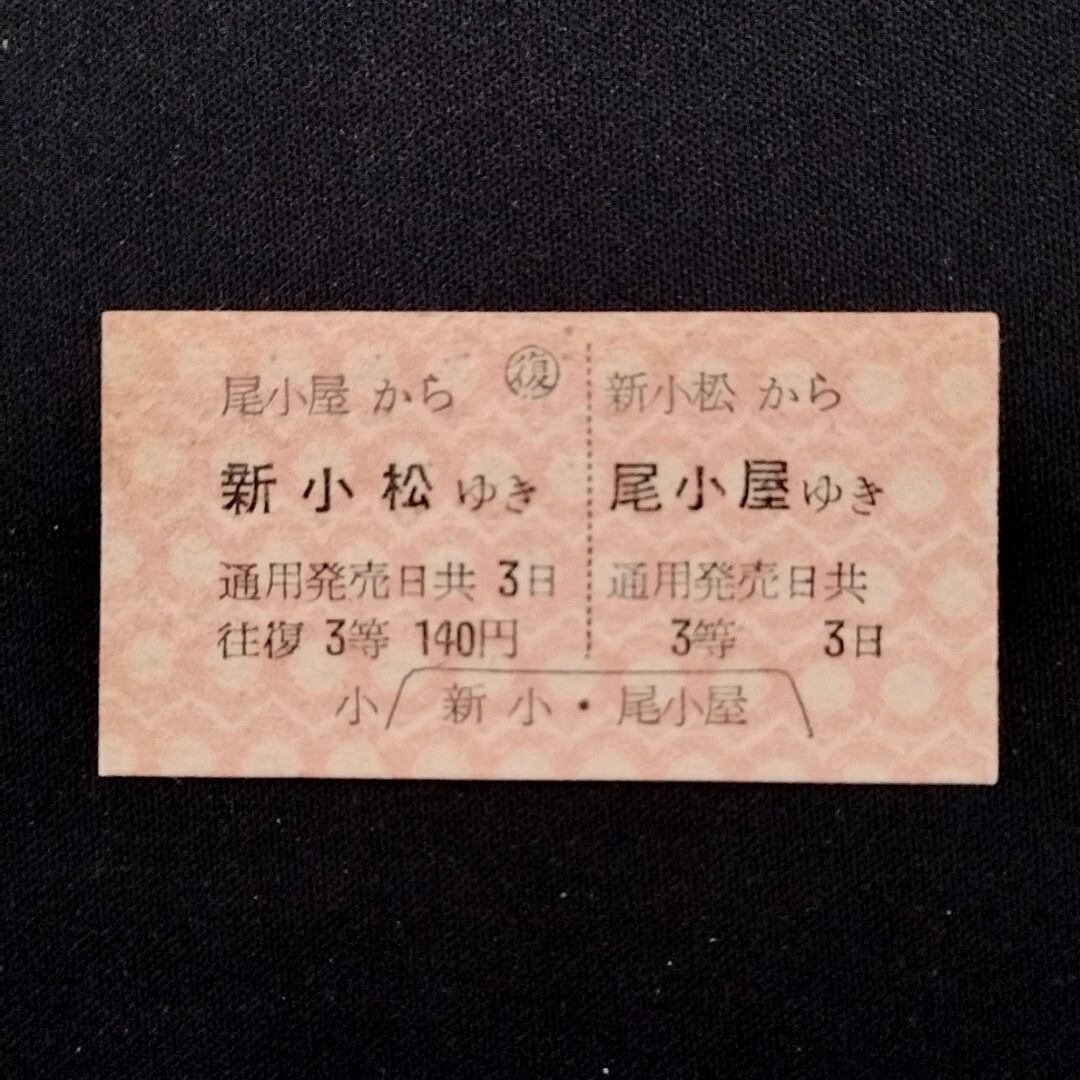 尾小屋 から ㊝復
新小松ゆき
通用発売日共 3日
往復 3等 140円
新小松 から
尾小屋ゆき
通用発売日共
3等 3日
小 新小・尾小屋